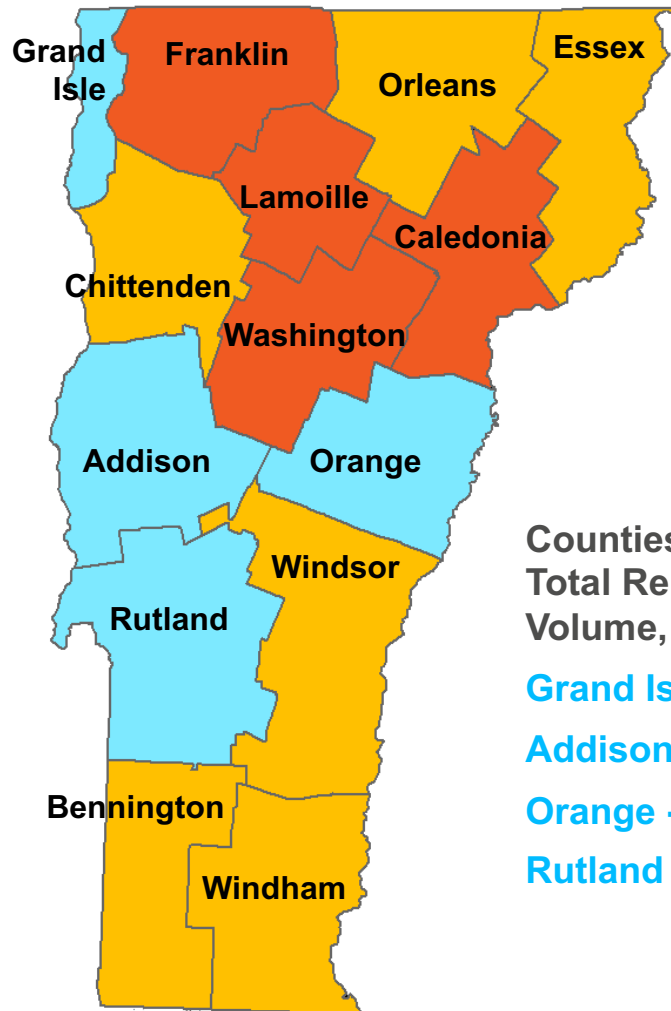 Grand
Isle
Franklin
Orleans
Essex
Lamoille
Caledonia
Chittenden
Washington
Addison
Orange
Windsor
Rutland
Bennington
Windham
Counties
Total Re
Volume,
Grand Is
Addison
Orange -
Rutland